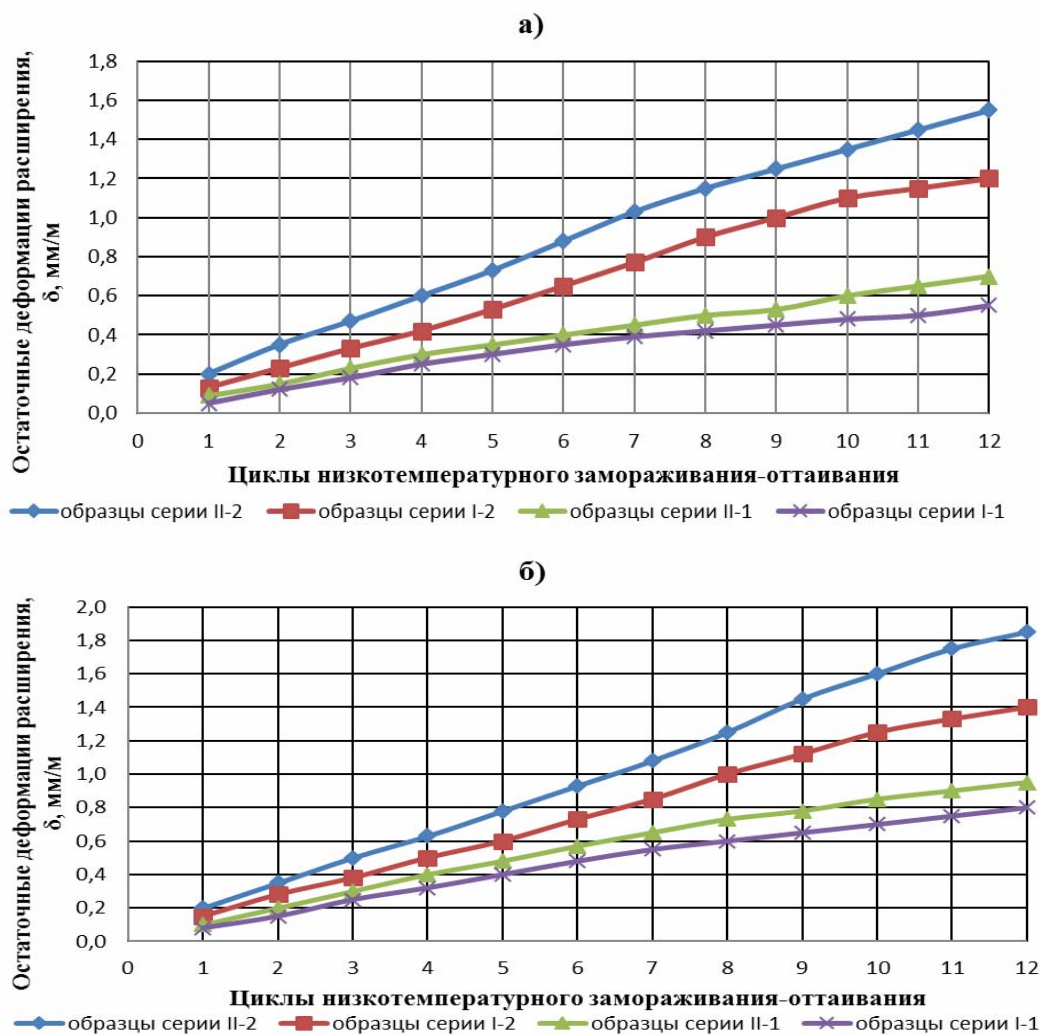 а)
Остаточные деформации расширения,
δ, мм/м
1,8
1,6
1,4
1,2
1,0
0,8
0,6
0,4
0,2
0,0
0 1 2 3 4 5 6 7 8 9 10 11 12
Циклы низкотемпературного замораживания-оттаивания
образцы серии II-2 образцы серии I-2 образцы серии II-1 образцы серии I-1
б)
Остаточные деформации расширения,
δ, мм/м
2,0
1,8
1,6
1,4
1,2
1,0
0,8
0,6
0,4
0,2
0,0
0 1 2 3 4 5 6 7 8 9 10 11 12
Циклы низкотемпературного замораживания-оттаивания
образцы серии II-2 образцы серии I-2 образцы серии II-1 образцы серии I-1